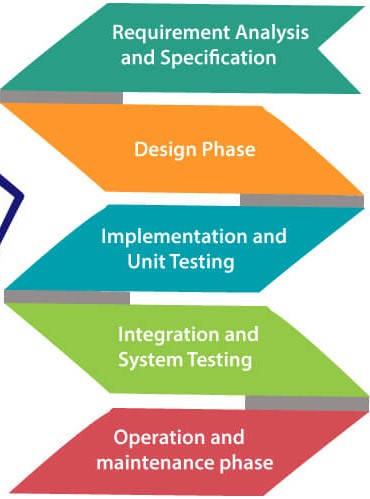 Requirement Analysis
and Specification
Design Phase
Implementation and
Unit Testing
Integration and
System Testing
Operation and
maintenance phase